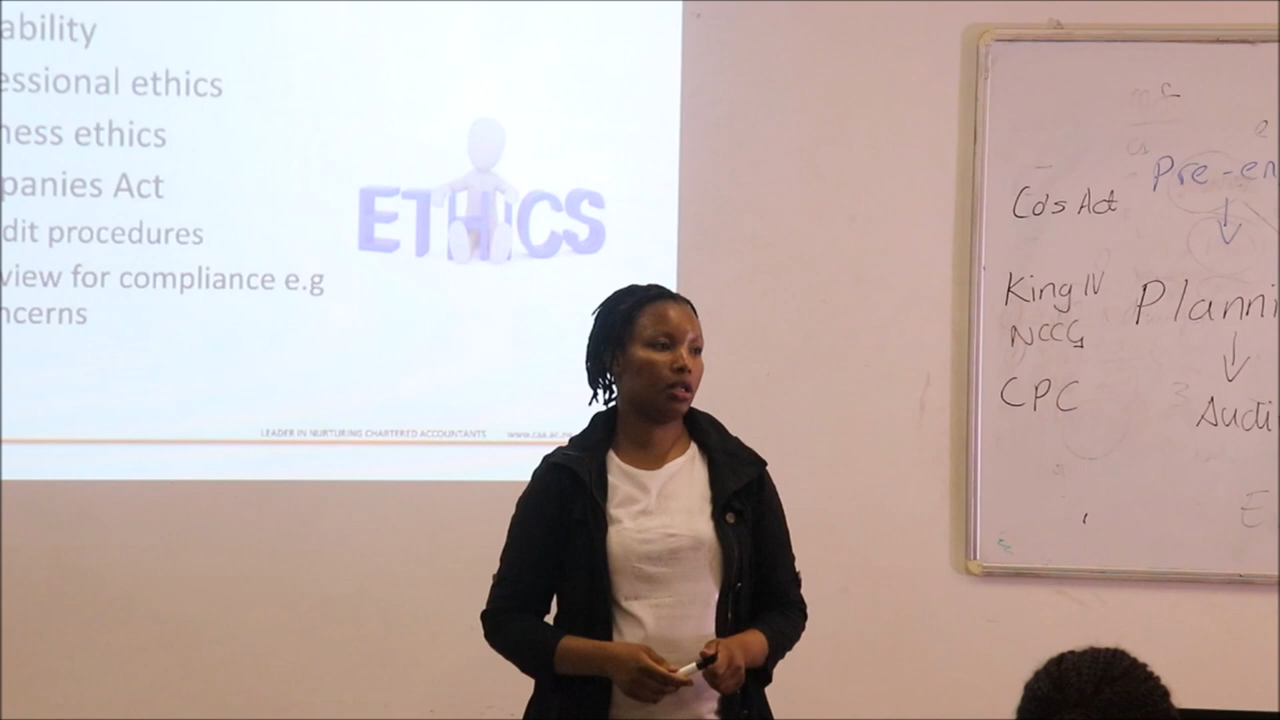 ability
essional ethics
ness ethics
panies Act
dit procedures
view for compliance e.g
ncerns
ETHICS
LEADER IN NURTURING CHARTERED ACCOUNTANTS
Pre-en
Co's Act
King IV
NCCG
Planni
CPC
Audi
E